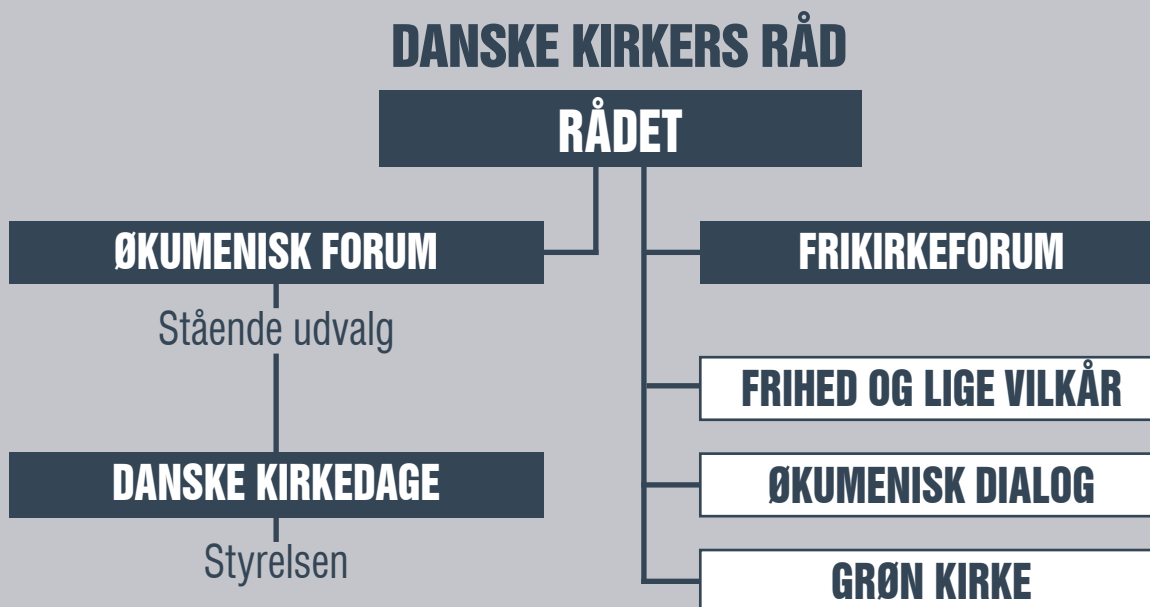 DANSKE KIRKERS RÅD
RÅDET
ØKUMENISK FORUM
Stående udvalg
DANSKE KIRKEDAGE
Styrelsen
FRIKIRKEFORUM
FRIHED OG LIGE VILKÅR
ØKUMENISK DIALOG
GRØN KIRKE